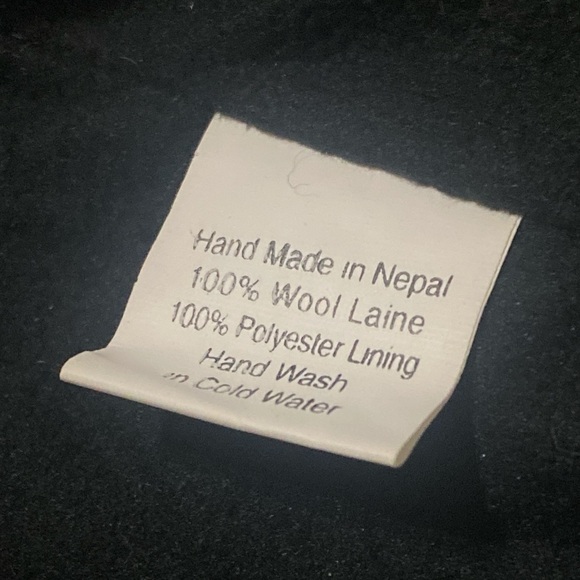 Hand Made in Nepal
100% Wool Laine
100% Polyester Lining
Hand Wash
in Cold Water